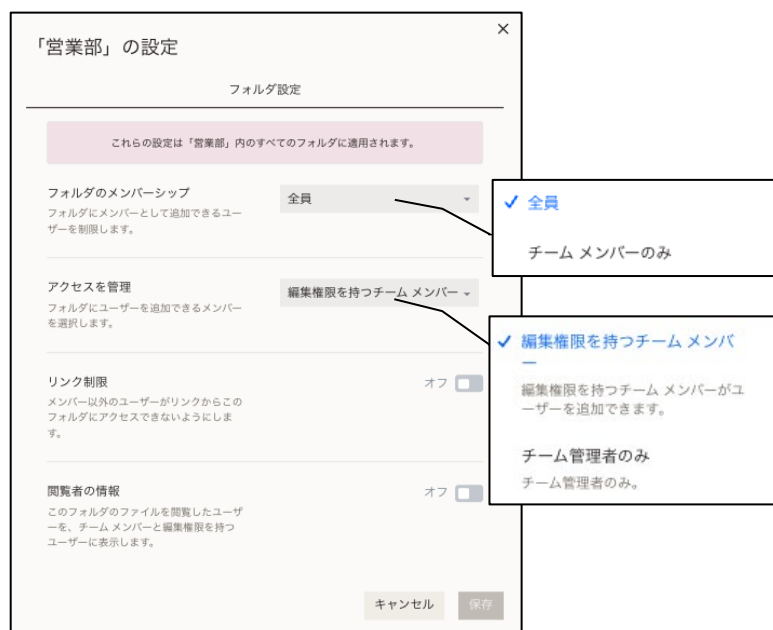 「営業部」の設定
フォルダ設定
これらの設定は「営業部」内のすべてのフォルダに適用されます。
フォルダのメンバーシップ
フォルダにメンバーとして追加できるユー
ザーを制限します。
全員
全員
チーム メンバーのみ
アクセスを管理
フォルダにユーザーを追加できるメンバー
を選択します。
編集権限を持つチーム メンバー
編集権限を持つチーム メンバ
ー
編集権限を持つチーム メンバーがユ
ーザーを追加できます。
チーム管理者のみ
チーム管理者のみ。
リンク制限
メンバー以外のユーザーがリンクからこの
フォルダにアクセスできないようにしま
す。
オフ
閲覧者の情報
このフォルダのファイルを閲覧したユーザ
ーを、チーム メンバーと編集権限を持つ
ユーザーに表示します。
オフ
キャンセル
保存